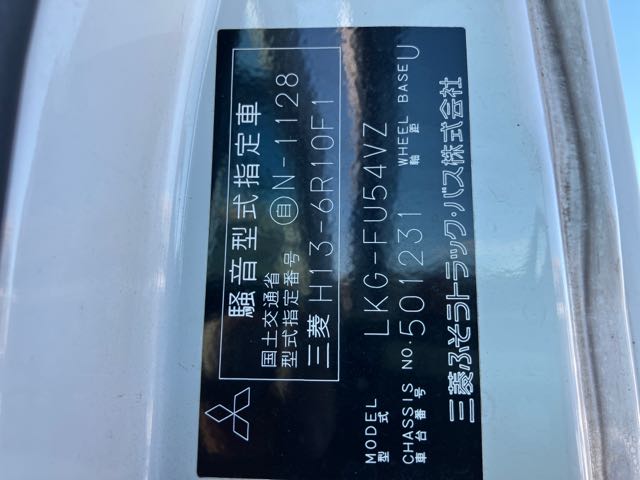 騒音型式指定車
国土交通省
型式指定番号 自 N-1128
三菱 H13-6R10F1
MODEL
型式 LKG-FU54VZ
CHASSIS NO. 501231 WHEEL BASE U
車台番号 軸距
三菱ふそうトラック・バス株式会社